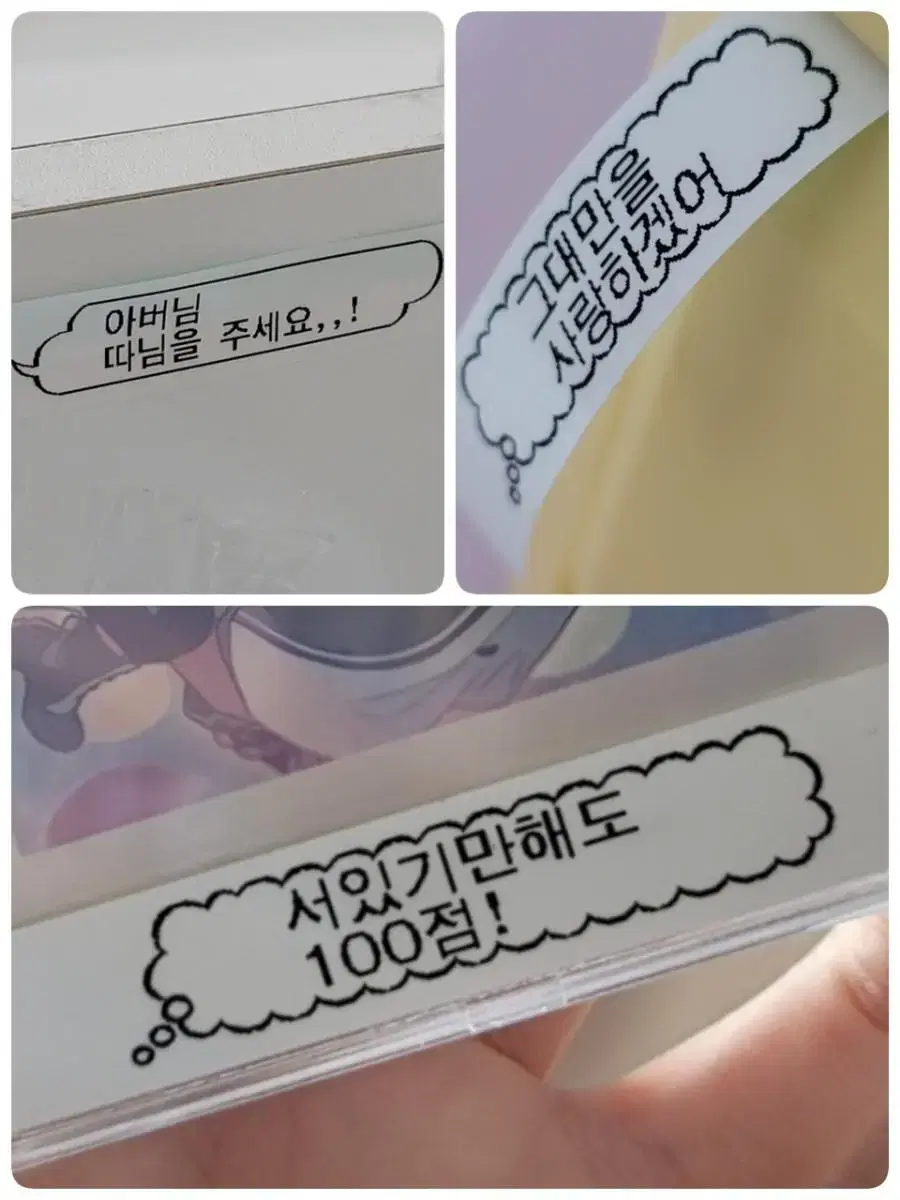 아버님
따님을 주세요,,!
그대만을
사랑하겠어
서있기만해도
100점!